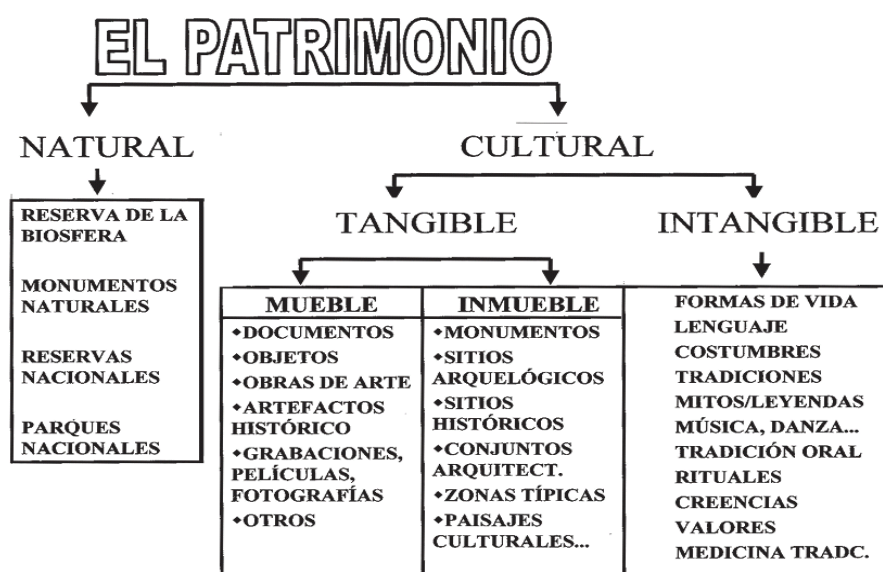 EL PATRIMONIO
NATURAL
CULTURAL
RESERVA DE LA
BIOSFERA
MONUMENTOS
NATURALES
RESERVAS
NACIONALES
PARQUES
NACIONALES
TANGIBLE
INTANGIBLE
MUEBLE
◆DOCUMENTOS
◆OBJETOS
◆OBRAS DE ARTE
◆ARTEFACTOS
HISTÓRICO
◆GRABACIONES,
PELÍCULAS,
FOTOGRAFÍAS
◆OTROS
INMUEBLE
◆MONUMENTOS
◆SITIOS
ARQUELÓGICOS
◆SITIOS
HISTÓRICOS
◆CONJUNTOS
ARQUITECT.
◆ZONAS TÍPICAS
◆PAISAJES
CULTURALES...
FORMAS DE VIDA
LENGUAJE
COSTUMBRES
TRADICIONES
MITOS/LEYENDAS
MÚSICA, DANZA...
TRADICIÓN ORAL
RITUALES
CREENCIAS
VALORES
MEDICINA TRADC.